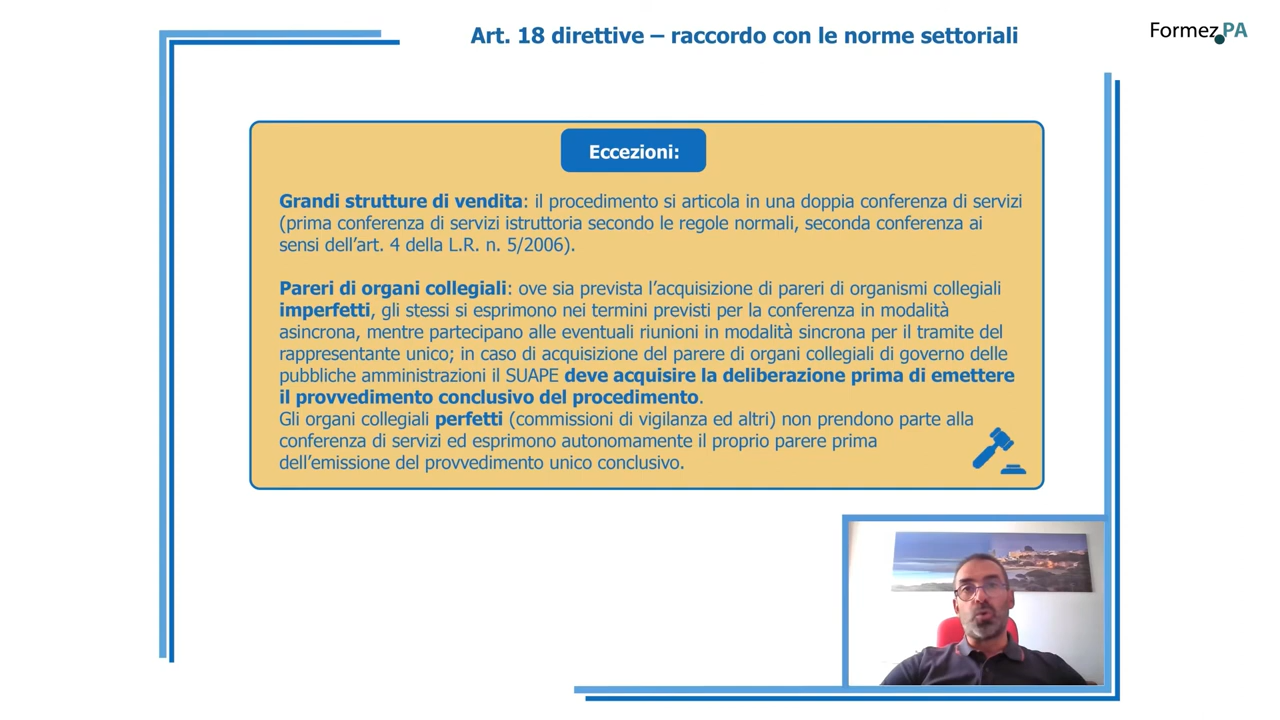 Art. 18 direttive – raccordo con le norme settoriali
Formez.PA
Eccezioni:
Grandi strutture di vendita: il procedimento si articola in una doppia conferenza di servizi
(prima conferenza di servizi istruttoria secondo le regole normali, seconda conferenza ai
sensi dell’art. 4 della L.R. n. 5/2006).
Pareri di organi collegiali: ove sia prevista l’acquisizione di pareri di organismi collegiali
imperfetti, gli stessi si esprimono nei termini previsti per la conferenza in modalità
asincrona, mentre partecipano alle eventuali riunioni in modalità sincrona per il tramite del
rappresentante unico; in caso di acquisizione del parere di organi collegiali di governo delle
pubbliche amministrazioni il SUAPE deve acquisire la deliberazione prima di emettere
il provvedimento conclusivo del procedimento.
Gli organi collegiali perfetti (commissioni di vigilanza ed altri) non prendono parte alla
conferenza di servizi ed esprimono autonomamente il proprio parere prima
dell’emissione del provvedimento unico conclusivo.